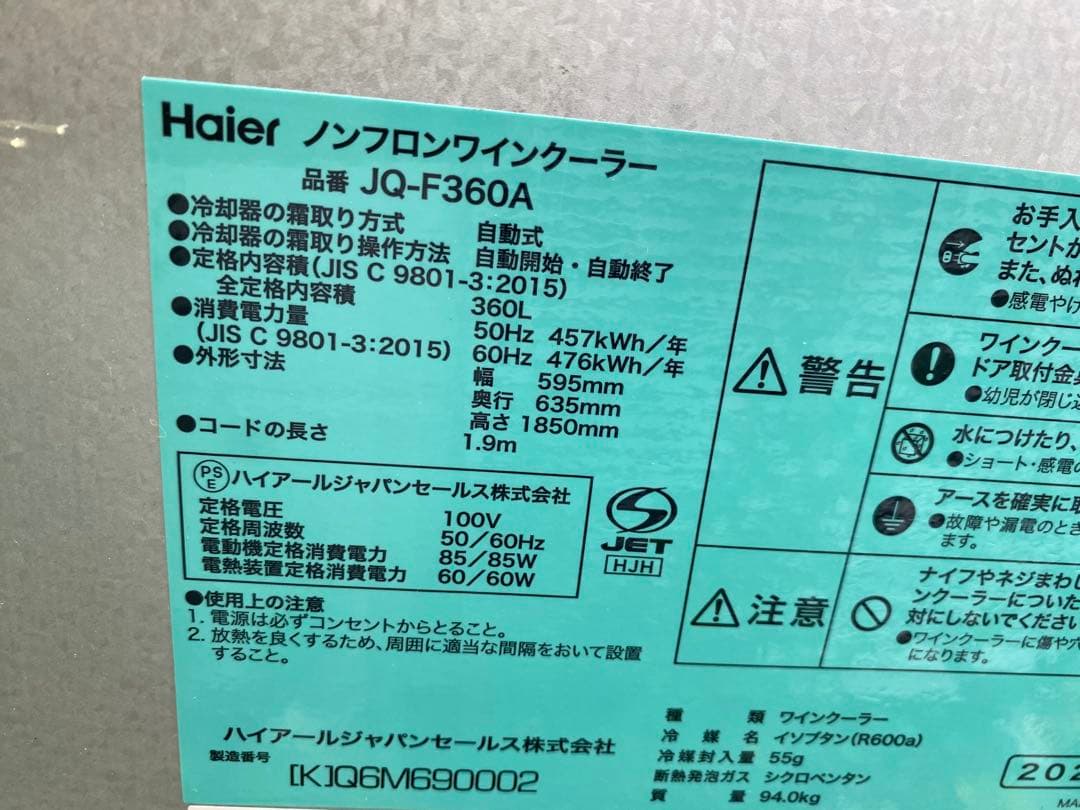 Haier ノンフロンワインクーラー
品番 JQ-F360A
●冷却器の霜取り方式 自動式
●冷却器の霜取り操作方法 自動開始・自動終了
●定格内容積(JIS C 9801-3:2015)
全定格内容積 360L
●消費電力量 50Hz 457kWh/年
(JIS C 9801-3:2015) 60Hz 476kWh/年
●外形寸法 幅 595mm
奥行 635mm
高さ 1850mm
●コードの長さ 1.9m
PS
E ハイアールジャパンセールス株式会社
定格電圧 100V
定格周波数 50/60Hz
電動機定格消費電力 85/85W
電熱装置定格消費電力 60/60W
JET
HJH
●使用上の注意
1. 電源は必ずコンセントからとること。
2. 放熱を良くするため、周囲に適当な間隔をおいて設置
すること。
ハイアールジャパンセールス株式会社
製造番号 [K]Q6M690002
警告
お手入
セントが
また、ぬれ
●感電やけ
ワインクー
ドア取付金具
●幼児が閉じ込
水につけたり、
●ショート・感電の
アースを確実に取
●故障や漏電のとき
ます。
注意
ナイフやネジまわし
ンクーラーについた
対にしないでください
●ワインクーラーに傷や穴
になります。
種類 ワインクーラー
冷媒名 イソブタン(R600a)
冷媒封入量 55g
断熱発泡ガス シクロペンタン
質量 94.0kg
202
MA